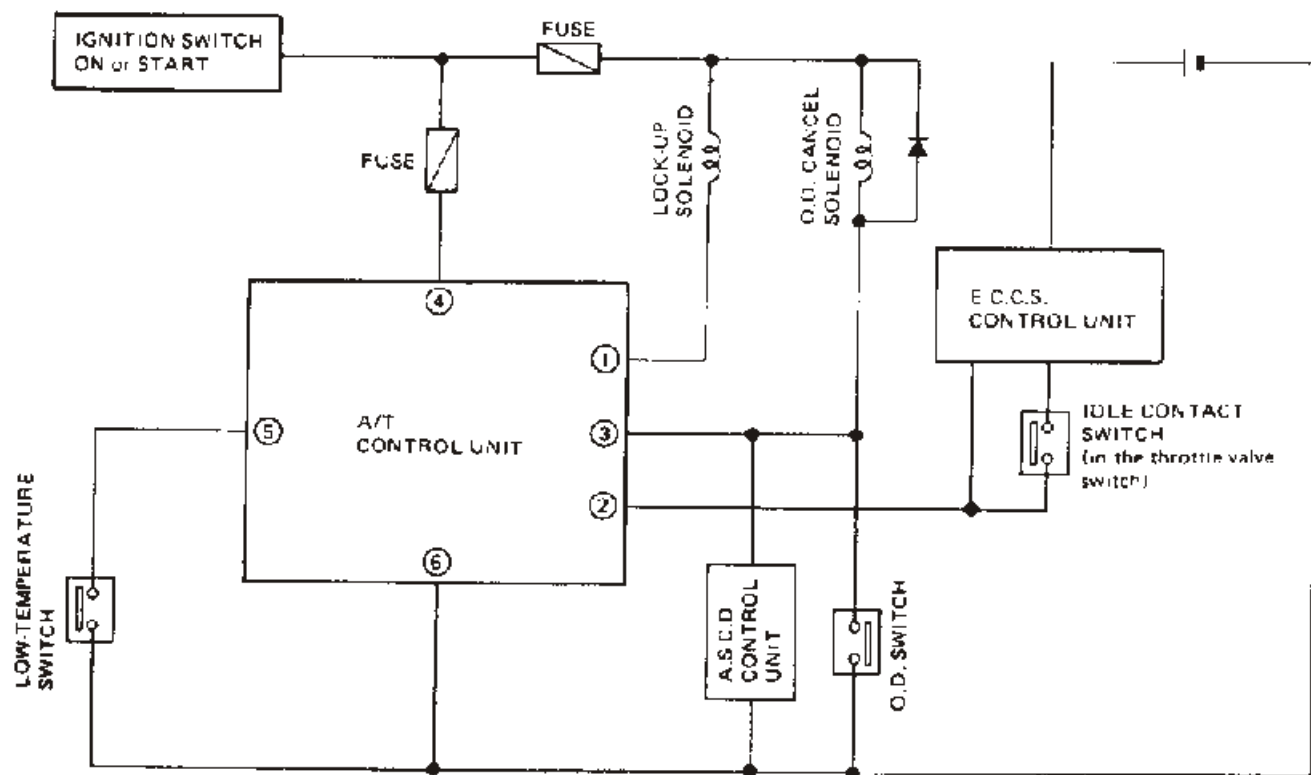 IGNITION SWITCH
ON or START
FUSE
FUSE
LOCK-UP
SOLENOID
O.D. CANCEL
SOLENOID
E.C.C.S.
CONTROL UNIT
④
①
⑤
A/T
CONTROL UNIT
③
②
⑥
IDLE CONTACT
SWITCH
(in the throttle valve
switch)
LOW-TEMPERATURE
SWITCH
A.S.C.D
CONTROL
UNIT
O.D. SWITCH